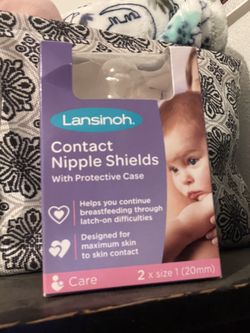 Lansinoh®
Contact
Nipple Shields
With Protective Case
Helps you continue
breastfeeding through
latch-on difficulties
Designed for
maximum skin
to skin contact
Care
2 x size 1 (20mm)